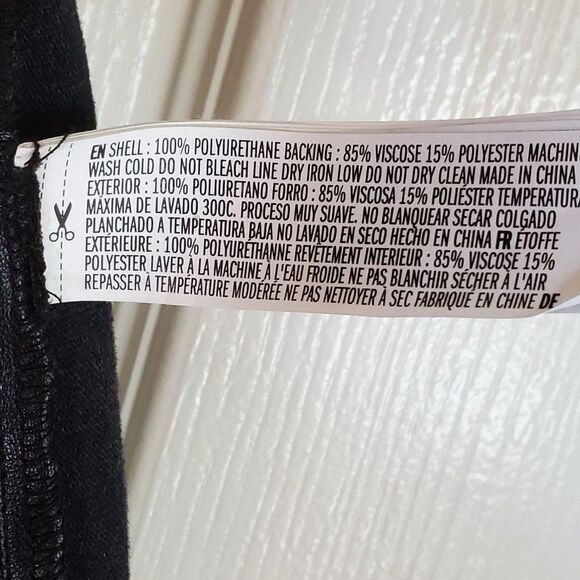 EN SHELL : 100% POLYURETHANE BACKING : 85% VISCOSE 15% POLYESTER MACHIN
WASH COLD DO NOT BLEACH LINE DRY IRON LOW DO NOT DRY CLEAN MADE IN CHINA
EXTERIOR : 100% POLIURETANO FORRO : 85% VISCOSA 15% POLIÉSTER TEMPERATURA
MÁXIMA DE LAVADO 300C. PROCESO MUY SUAVE. NO BLANQUEAR SECAR COLGADO
PLANCHADO A TEMPERATURA BAJA NO LAVADO EN SECO HECHO EN CHINA FR ÉTOFFE
EXTÉRIEURE : 100% POLYURÉTHANNE REVÊTEMENT INTERIEUR : 85% VISCOSE 15%
POLYESTER LAVER À LA MACHINE À L'EAU FROIDE NE PAS BLANCHIR SÉCHER À L'AIR
REPASSER À TEMPÉRATURE MODÉRÉE NE PAS NETTOYER À SEC FABRIQUÉ EN CHINE DE